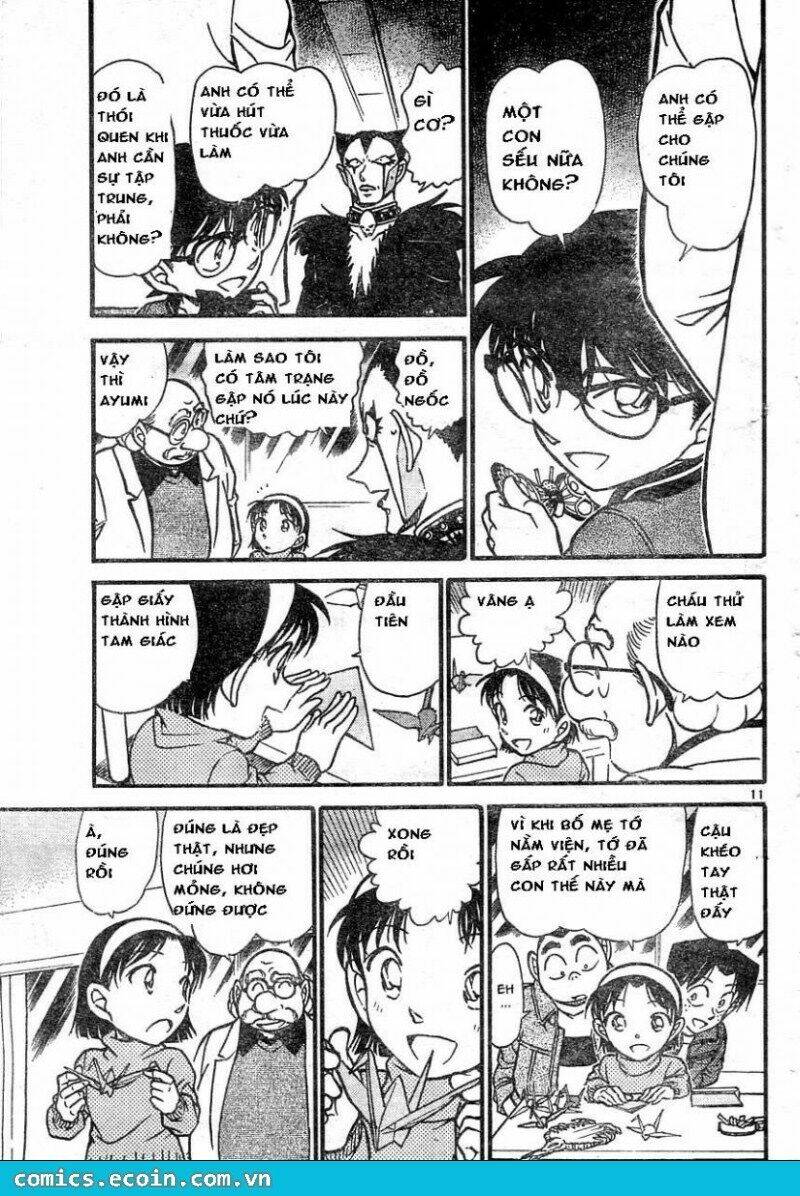 ANH CÓ
THỂ GẬP
CHO
CHÚNG
TÔI
MỘT
CON
SẾU NỮA
KHÔNG?
GÌ
CƠ?
ANH CÓ THỂ
VỪA HÚT
THUỐC VỪA
LÀM
ĐÓ LÀ
THÓI
QUEN KHI
ANH CẦN
SỰ TẬP
TRUNG,
PHẢI
KHÔNG?
ĐỒ,
ĐỒ
NGỐC
LÀM SAO TÔI
CÓ TÂM TRẠNG
GẬP NÓ LÚC NÀY
CHỨ?
VẬY
THÌ
AYUMI
CHÁU THỬ
LÀM XEM
NÀO
VÂNG Ạ
ĐẦU
TIÊN
GẬP GIẤY
THÀNH HÌNH
TAM GIÁC
11
CẬU
KHÉO
TAY
THẬT
ĐẤY
VÌ KHI BỐ MẸ TỚ
NẰM VIỆN, TỚ ĐÃ
GẤP RẤT NHIỀU
CON THẾ NÀY MÀ
EH
...
XONG
RỒI
ĐÚNG LÀ ĐẸP
THẬT, NHƯNG
CHÚNG HƠI
MỎNG, KHÔNG
ĐỨNG ĐƯỢC
À,
ĐÚNG
RỒI
comics.ecoin.com.vn